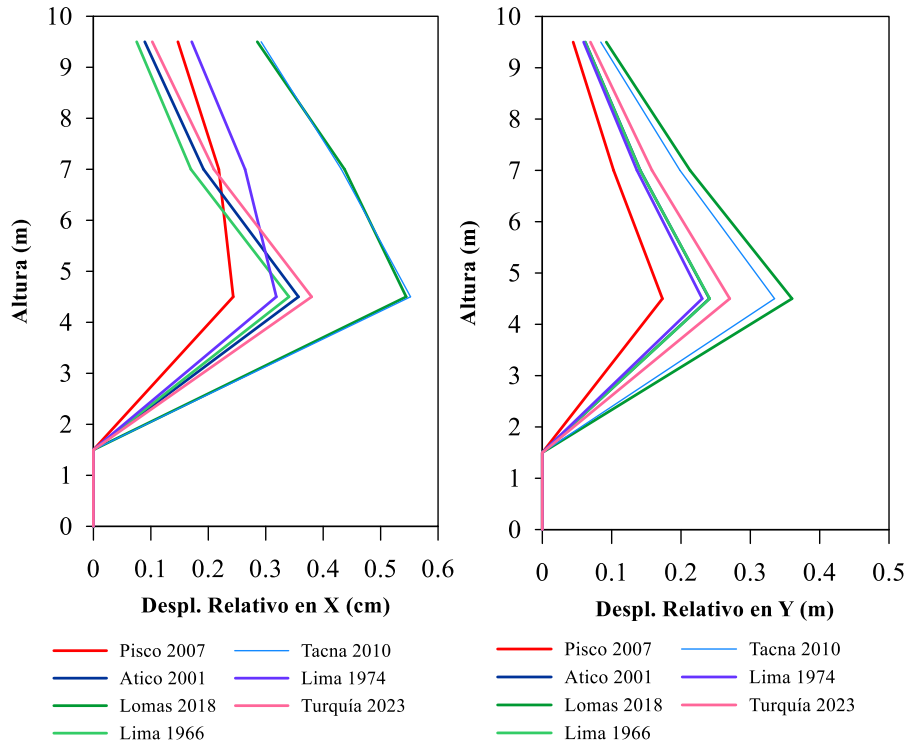 10
9
8
7
6
5
4
3
2
1
0
Altura (m)
0 0.1 0.2 0.3 0.4 0.5 0.6
Despl. Relativo en X (cm)
Pisco 2007 Tacna 2010
Atico 2001 Lima 1974
Lomas 2018 Turquía 2023
Lima 1966
10
9
8
7
6
5
4
3
2
1
0
Altura (m)
0 0.1 0.2 0.3 0.4 0.5
Despl. Relativo en Y (m)
Pisco 2007 Tacna 2010
Atico 2001 Lima 1974
Lomas 2018 Turquía 2023
Lima 1966